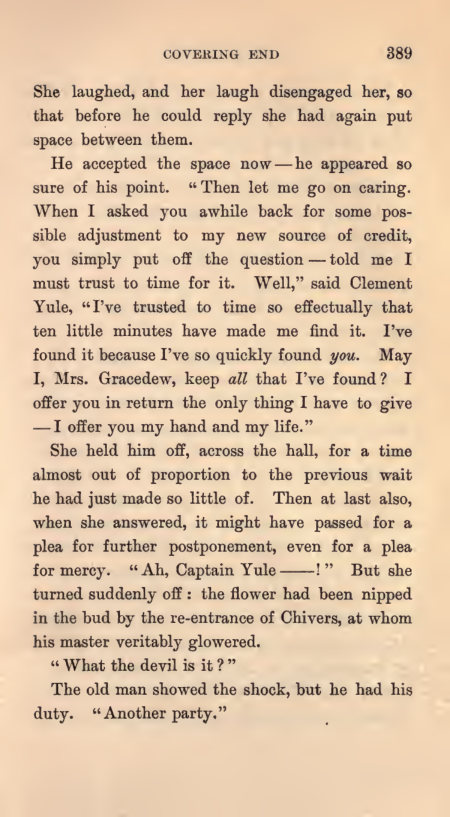 COVERING END 389
She laughed, and her laugh disengaged her, so
that before he could reply she had again put
space between them.
He accepted the space now — he appeared so
sure of his point. “Then let me go on caring.
When I asked you awhile back for some pos-
sible adjustment to my new source of credit,
you simply put off the question — told me I
must trust to time for it. Well,” said Clement
Yule, “I’ve trusted to time so effectually that
ten little minutes have made me find it. I’ve
found it because I’ve so quickly found you. May
I, Mrs. Gracedew, keep all that I’ve found? I
offer you in return the only thing I have to give
— I offer you my hand and my life.”
She held him off, across the hall, for a time
almost out of proportion to the previous wait
he had just made so little of. Then at last also,
when she answered, it might have passed for a
plea for further postponement, even for a plea
for mercy. “Ah, Captain Yule ——!” But she
turned suddenly off: the flower had been nipped
in the bud by the re-entrance of Chivers, at whom
his master veritably glowered.
“What the devil is it?”
The old man showed the shock, but he had his
duty. “Another party.”